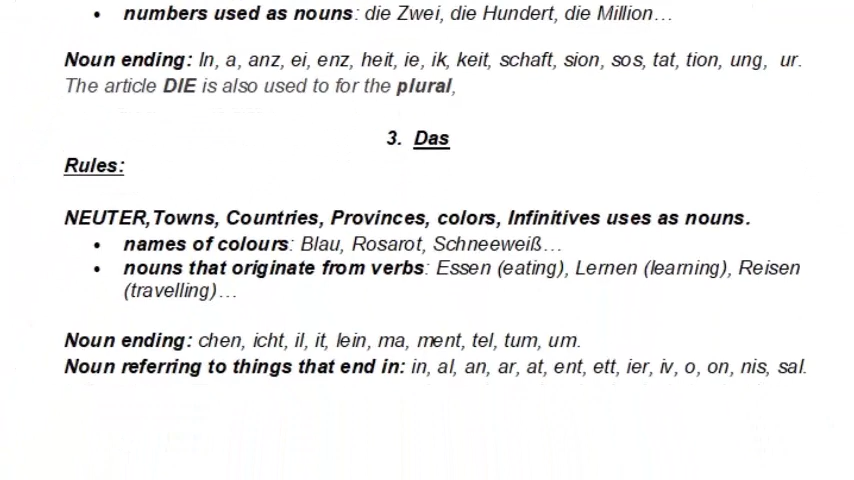 • numbers used as nouns: die Zwei, die Hundert, die Million…
Noun ending: In, a, anz, ei, enz, heit, ie, ik, keit, schaft, sion, sos, tat, tion, ung, ur.
The article DIE is also used to for the plural,
3. Das
Rules:
NEUTER,Towns, Countries, Provinces, colors, Infinitives uses as nouns.
• names of colours: Blau, Rosarot, Schneeweiß…
• nouns that originate from verbs: Essen (eating), Lernen (learning), Reisen
(travelling)…
Noun ending: chen, icht, il, it, lein, ma, ment, tel, tum, um.
Noun referring to things that end in: in, al, an, ar, at, ent, ett, ier, iv, o, on, nis, sal.